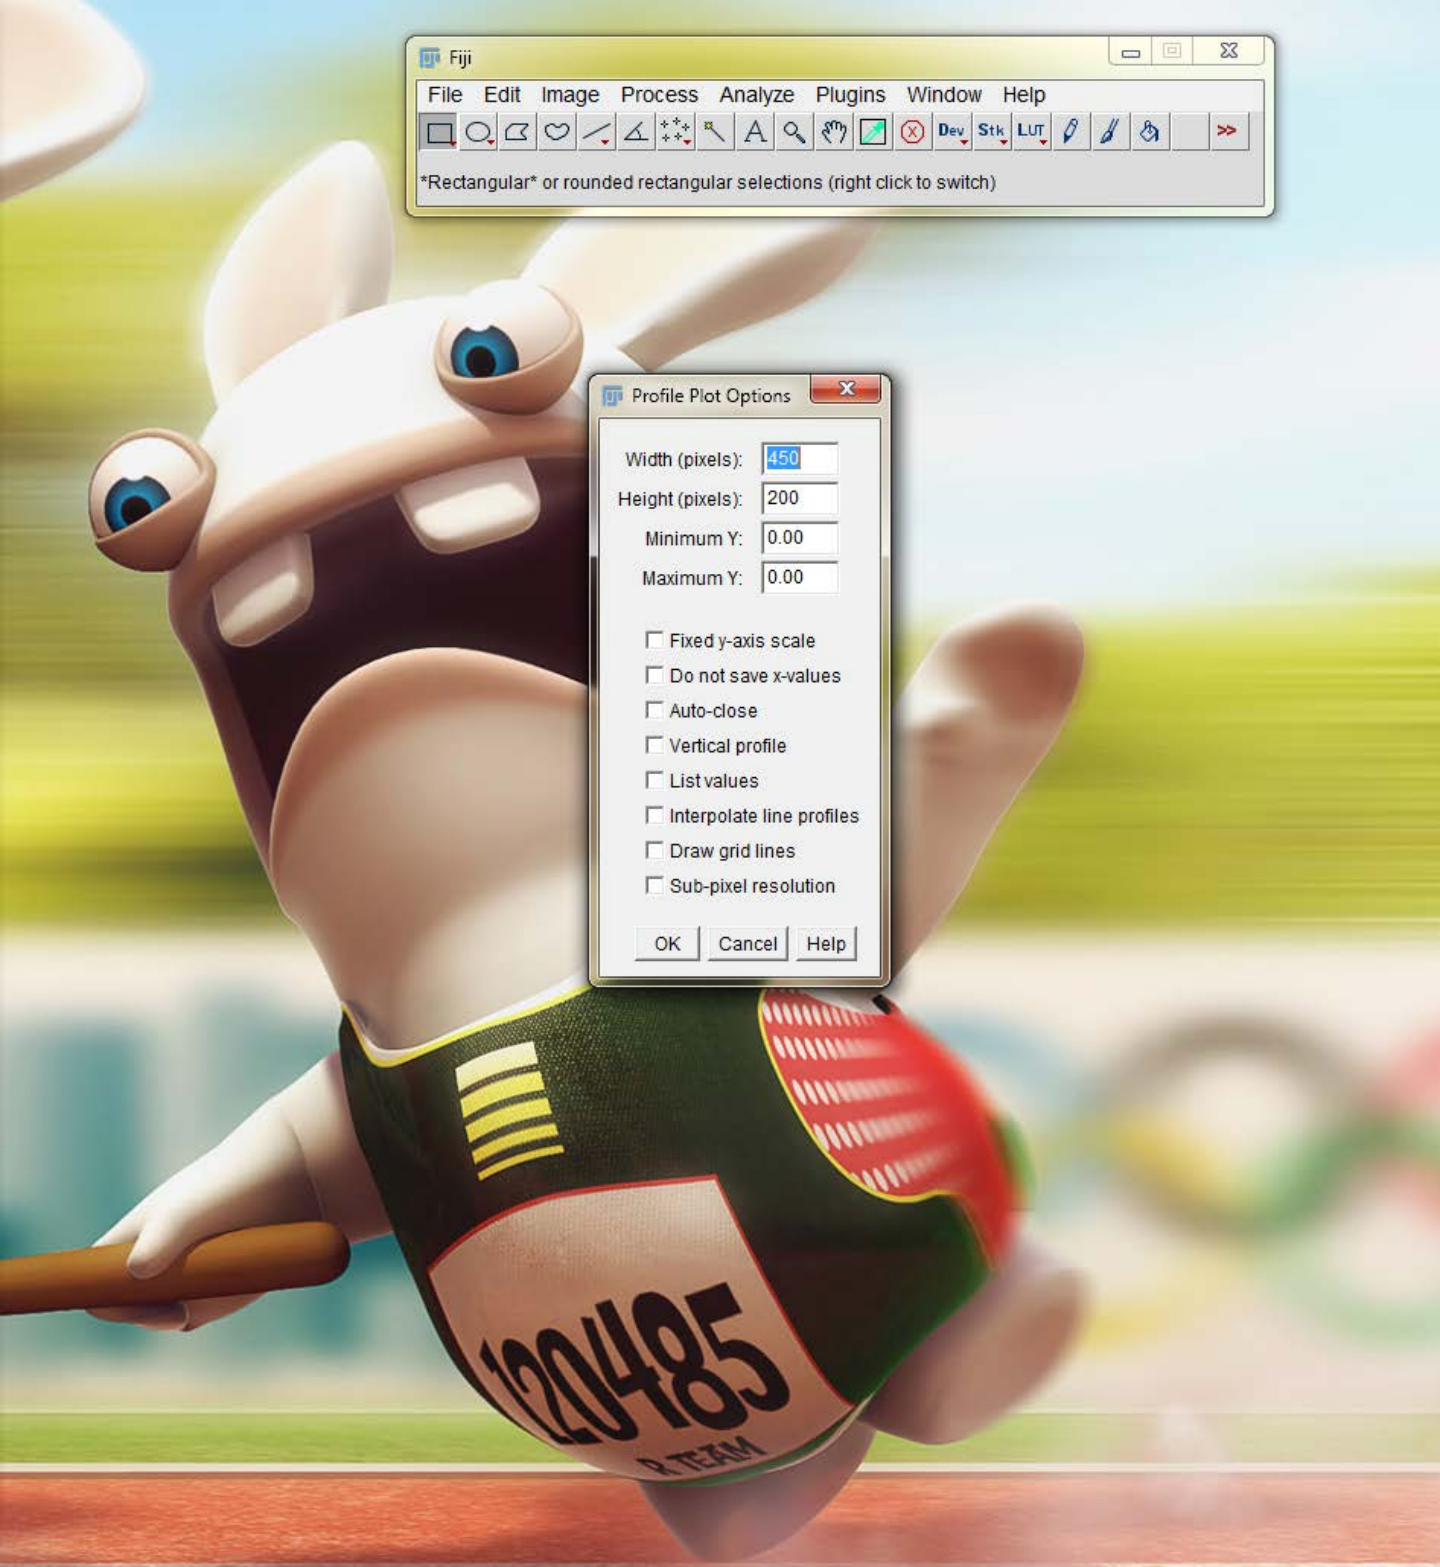 Fiji
File Edit Image Process Analyze Plugins Window Help
A Dev Stk LUT >>
*Rectangular* or rounded rectangular selections (right click to switch)
Profile Plot Options
Width (pixels): 450
Height (pixels): 200
Minimum Y: 0.00
Maximum Y: 0.00
Fixed y-axis scale
Do not save x-values
Auto-close
Vertical profile
List values
Interpolate line profiles
Draw grid lines
Sub-pixel resolution
OK Cancel Help
120485
R TEAM